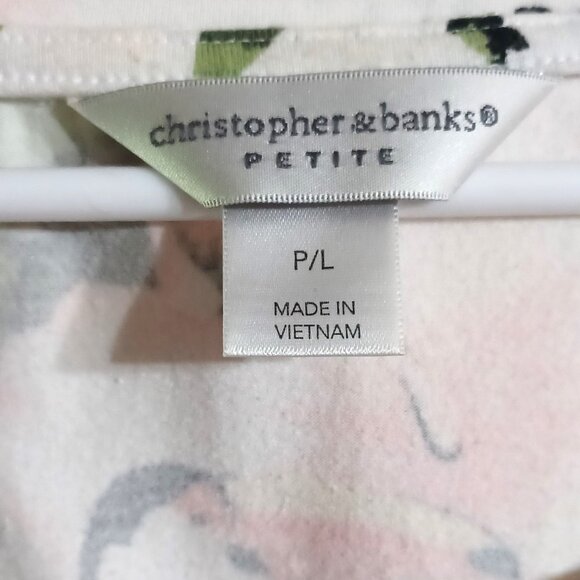 christopher & banks®
PETITE
P/L
MADE IN
VIETNAM